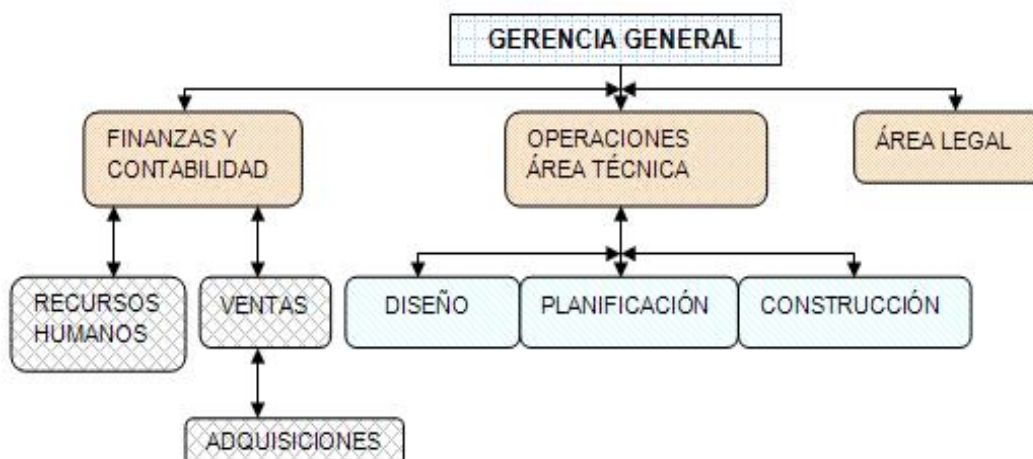 GERENCIA GENERAL
FINANZAS Y
CONTABILIDAD
OPERACIONES
ÁREA TÉCNICA
ÁREA LEGAL
RECURSOS
HUMANOS
VENTAS
DISEÑO
PLANIFICACIÓN
CONSTRUCCIÓN
ADQUISICIONES